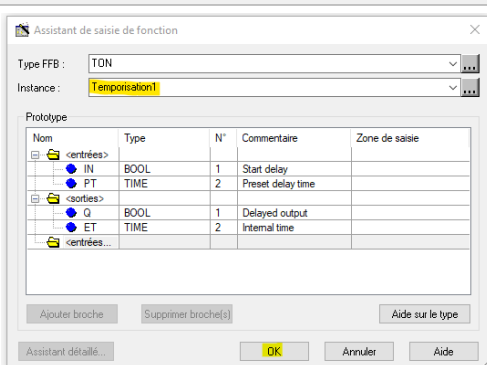 Assistant de saisie de fonction
Type FFB : TON ...
Instance : Temporisation1 ...
Prototype
Nom Type N° Commentaire Zone de saisie
<entrées>
IN BOOL 1 Start delay
PT TIME 2 Preset delay time
<sorties>
Q BOOL 1 Delayed output
ET TIME 2 Internal time
<entrées...
Ajouter broche Supprimer broche(s) Aide sur le type
Assistant détaillé... OK Annuler Aide